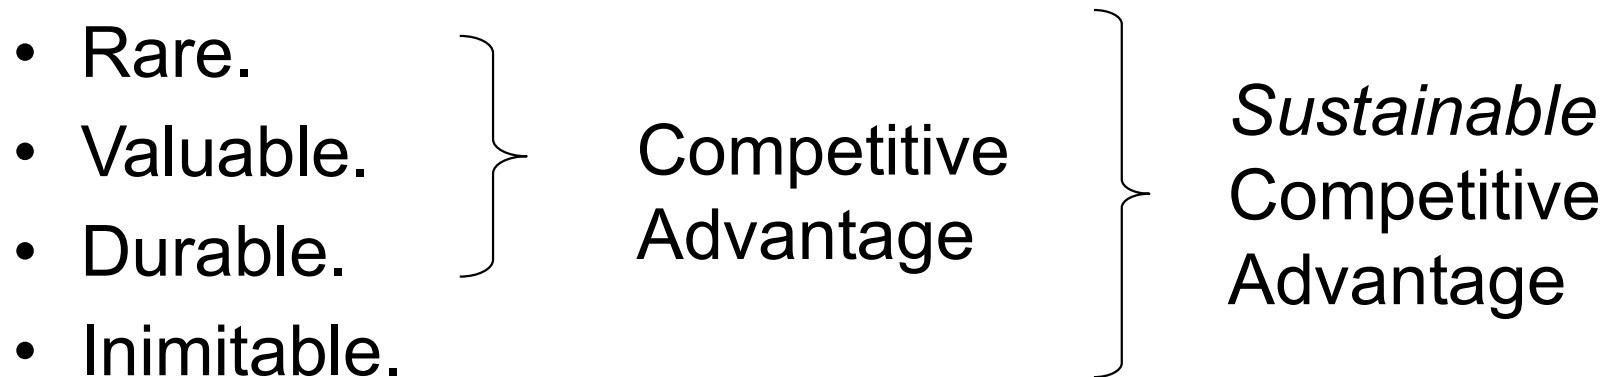 • Rare.
• Valuable.
• Durable.
• Inimitable.
Competitive
Advantage
Sustainable
Competitive
Advantage